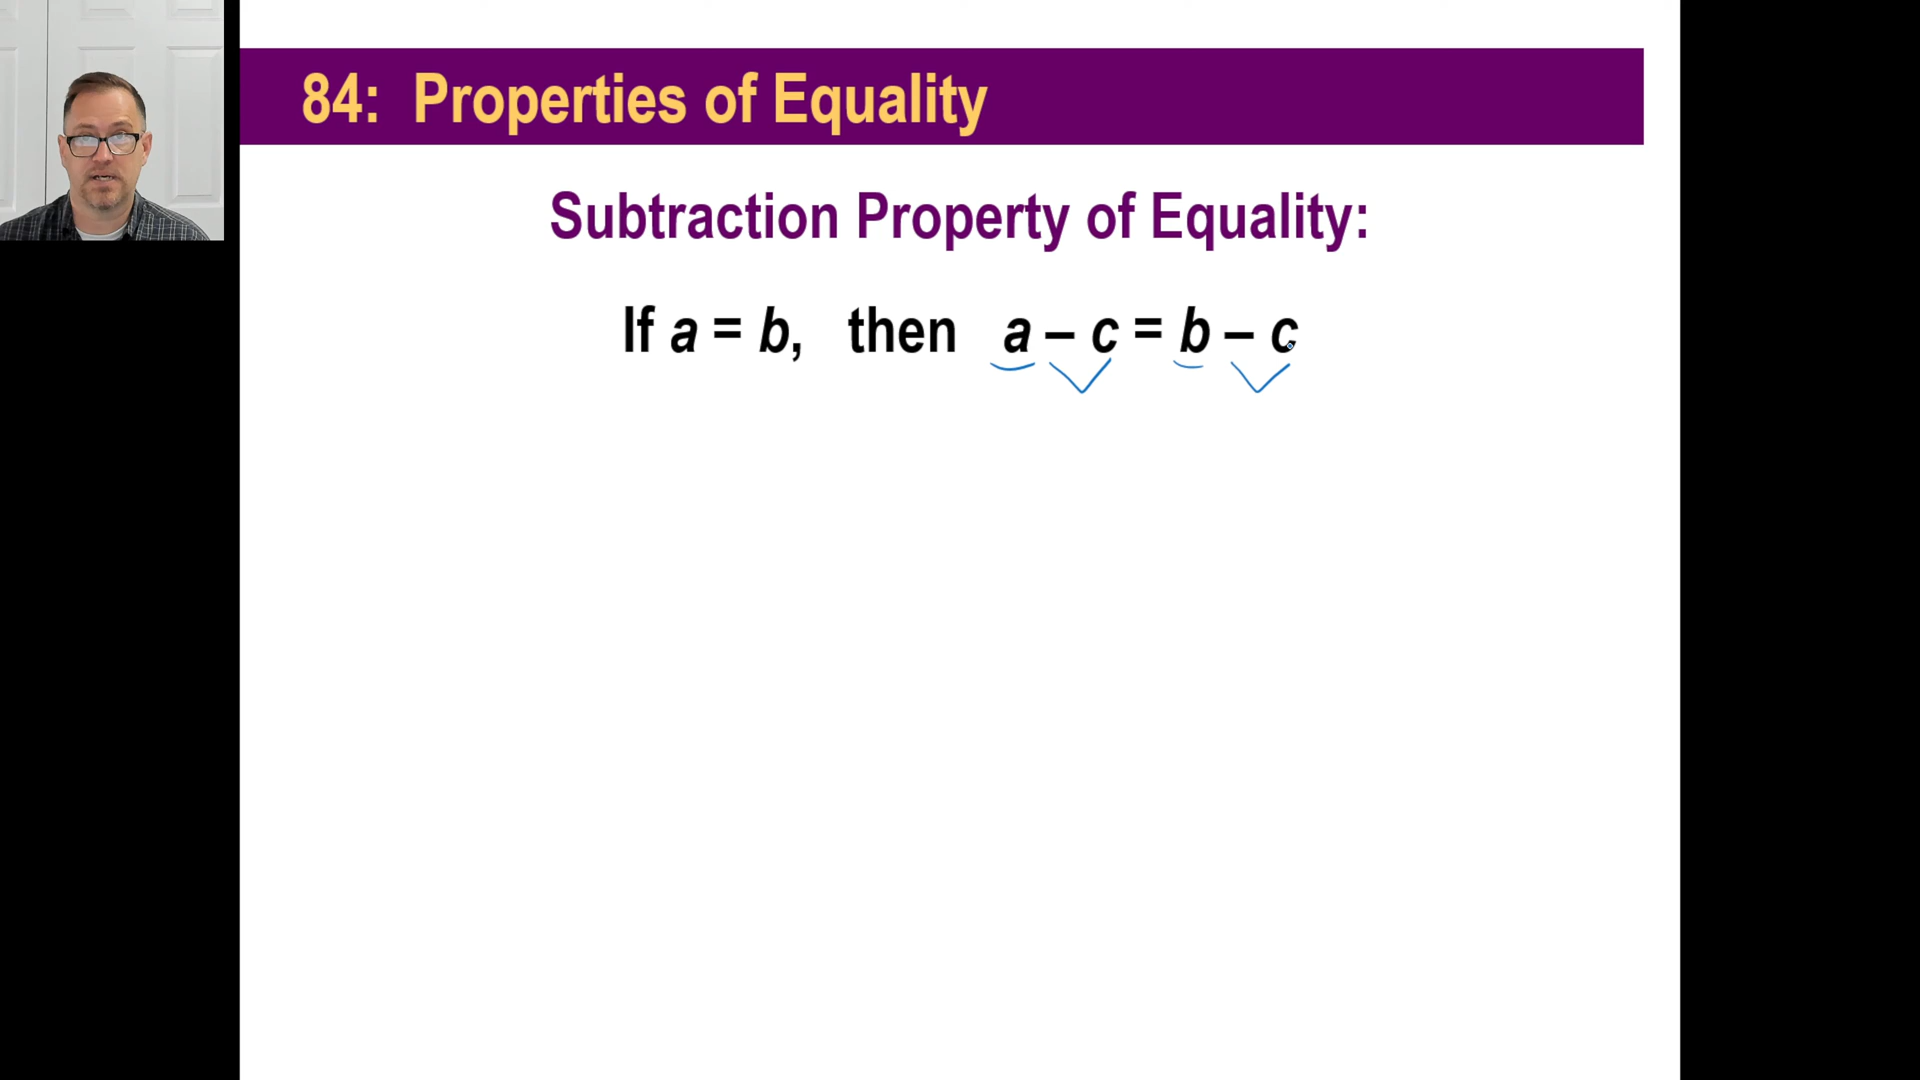 84: Properties of Equality
Subtraction Property of Equality:
If a = b, then a – c = b – c